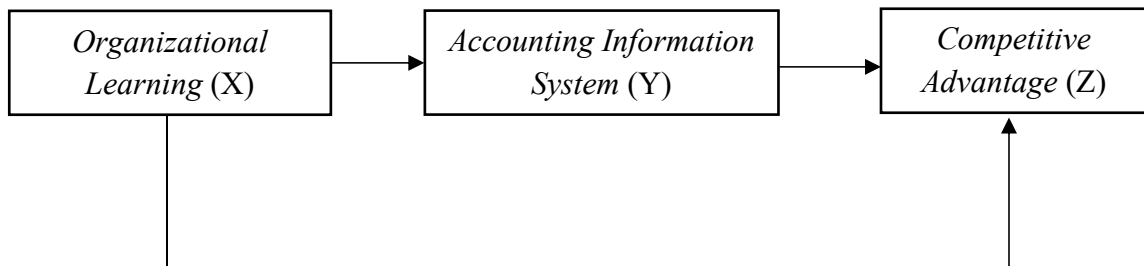 Organizational
Learning (X)
Accounting Information
System (Y)
Competitive
Advantage (Z)